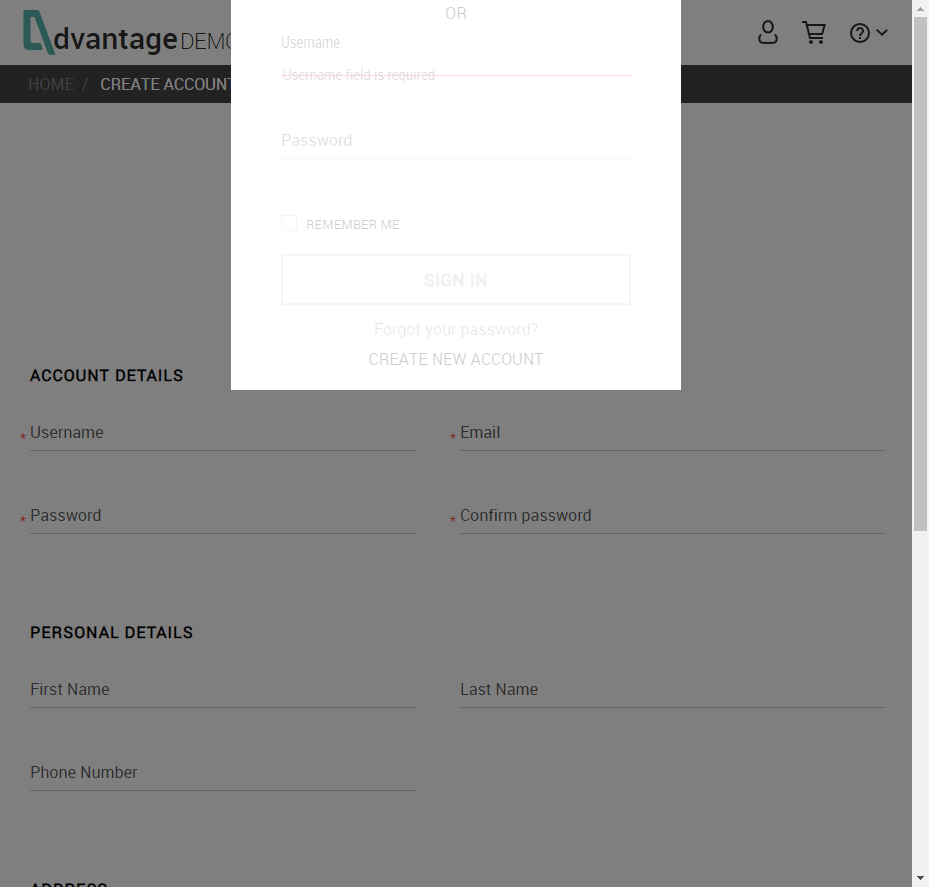 OR
dvantage DEMO
Username
Username field is required
HOME / CREATE ACCOUNT
Password
REMEMBER ME
SIGN IN
Forgot your password?
CREATE NEW ACCOUNT
ACCOUNT DETAILS
* Username * Email
* Password * Confirm password
PERSONAL DETAILS
First Name Last Name
Phone Number
ADDRESS